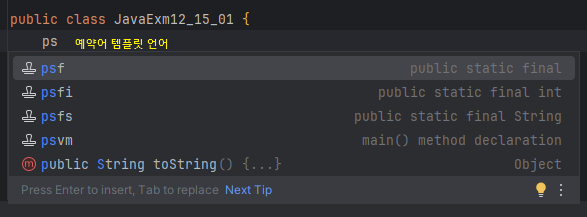 public class JavaExm12_15_01 {
ps 예약어 템플릿 언어
psf public static final
psfi public static final int
psfs public static final String
psvm main() method declaration
m public String toString() {...} Object
Press Enter to insert, Tab to replace Next Tip